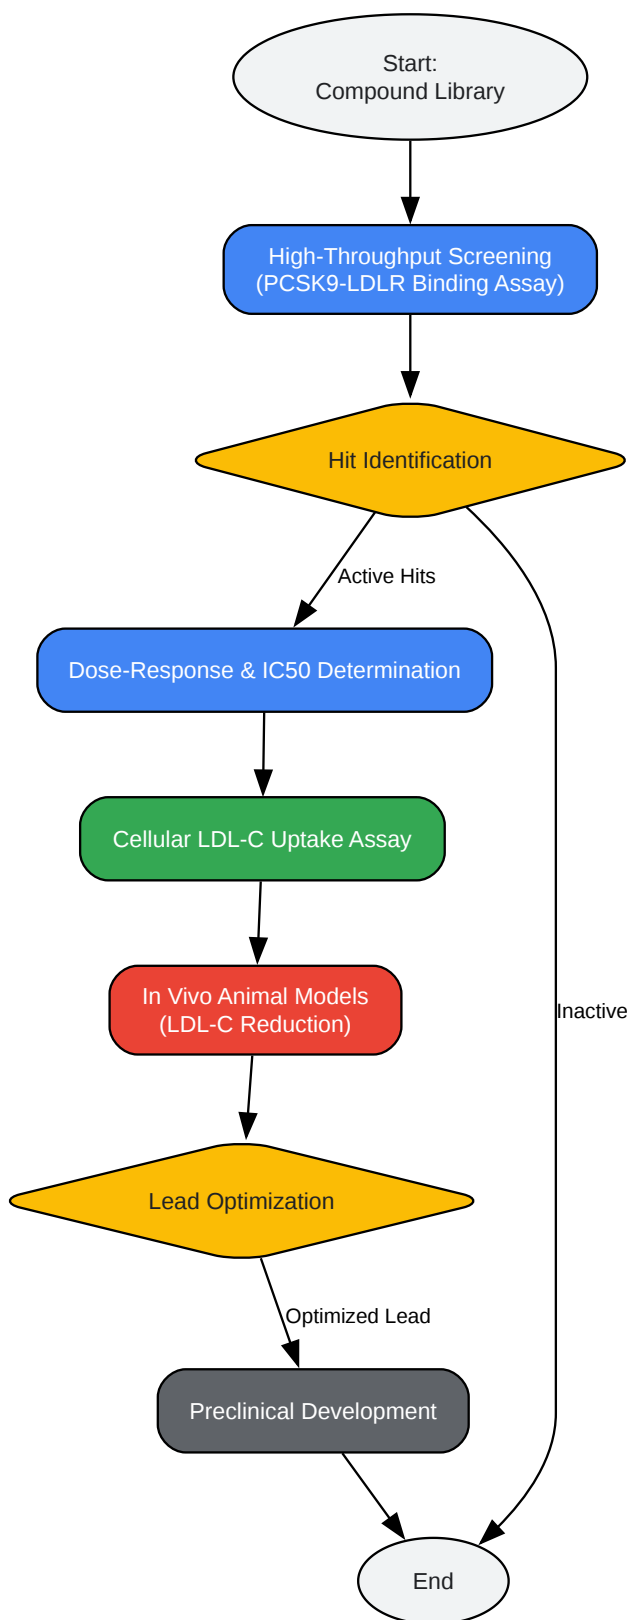 Start:
Compound Library
High-Throughput Screening
(PCSK9-LDLR Binding Assay)
Hit Identification
Active Hits
Dose-Response & IC50 Determination
Cellular LDL-C Uptake Assay
In Vivo Animal Models
(LDL-C Reduction)
Inactive
Lead Optimization
Optimized Lead
Preclinical Development
End